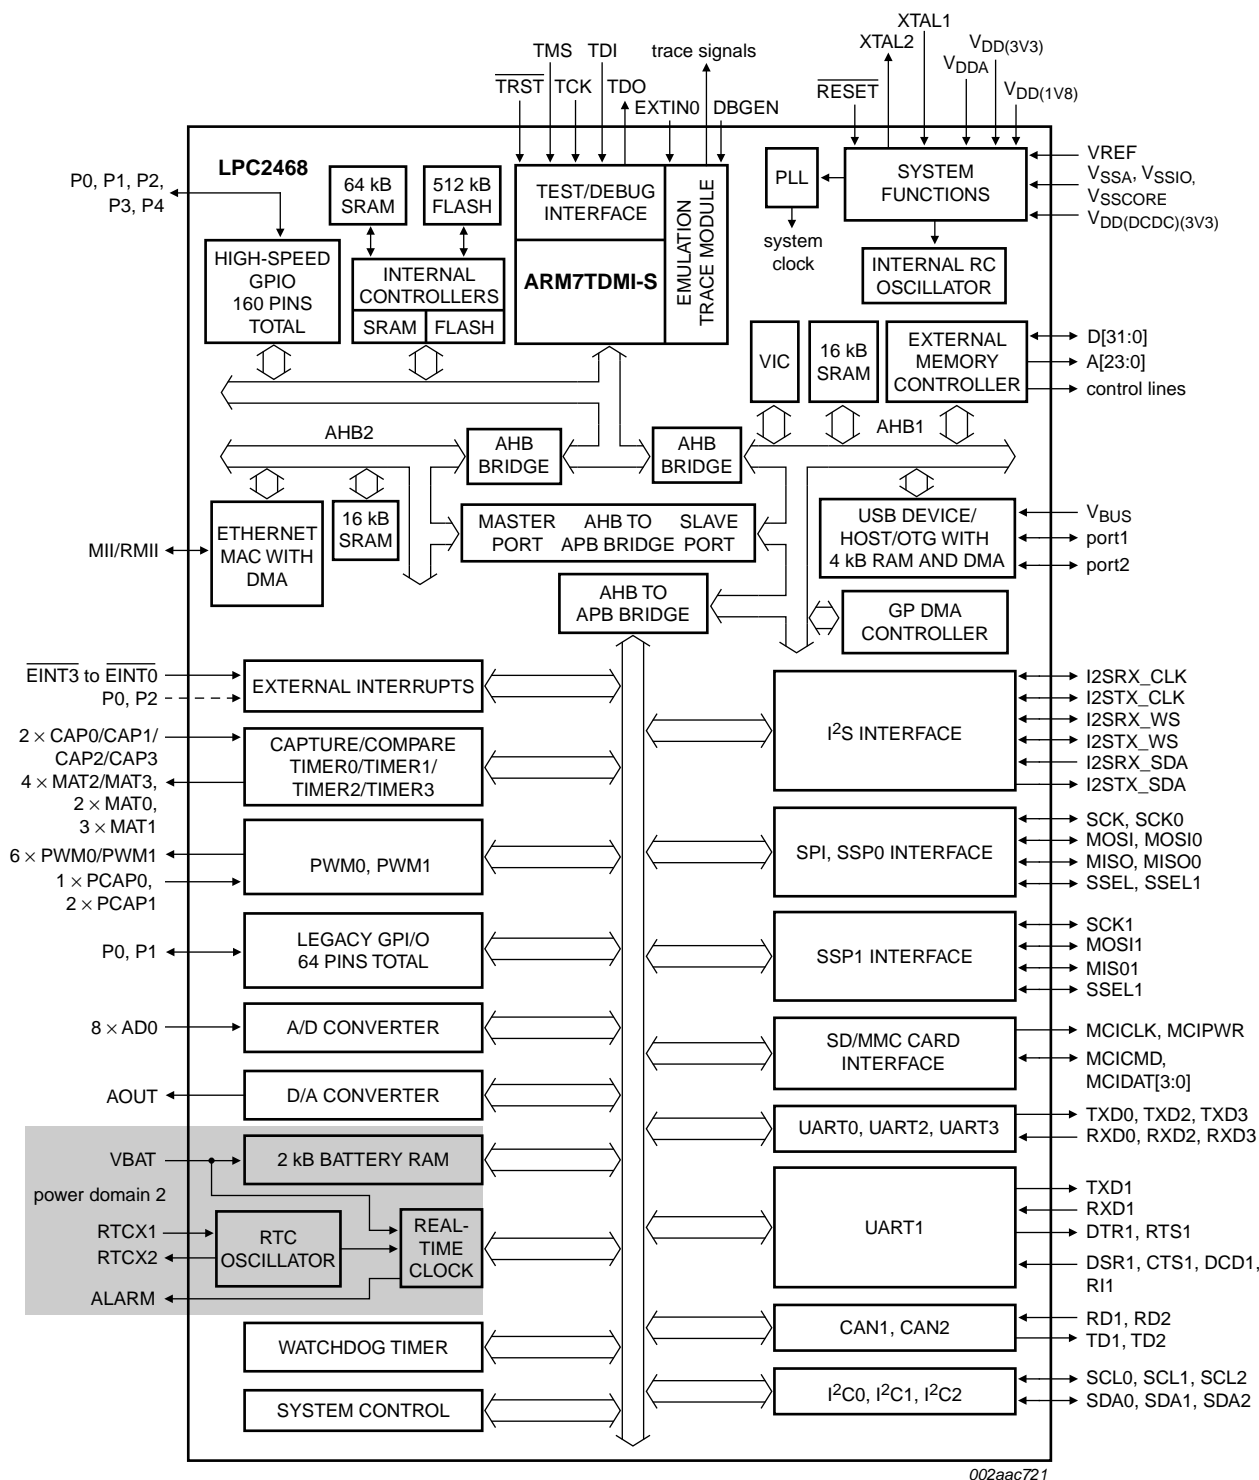 XTAL1
XTAL2
VDD(3V3)
VDDA
VDD(1V8)
RESET
TMS
TDI
trace signals
TRST
TCK
TDO
EXTIN0
DBGEN
LPC2468
P0, P1, P2,
P3, P4
64 kB
SRAM
512 kB
FLASH
TEST/DEBUG
INTERFACE
EMULATION
TRACE MODULE
ARM7TDMI-S
PLL
system
clock
SYSTEM
FUNCTIONS
VREF
VSSA, VSSIO,
VSSCORE
VDD(DCDC)(3V3)
HIGH-SPEED
GPIO
160 PINS
TOTAL
INTERNAL
CONTROLLERS
SRAM
FLASH
INTERNAL RC
OSCILLATOR
VIC
16 kB
SRAM
EXTERNAL
MEMORY
CONTROLLER
D[31:0]
A[23:0]
control lines
AHB2
AHB
BRIDGE
AHB
BRIDGE
AHB1
ETHERNET
MAC WITH
DMA
16 kB
SRAM
MASTER
PORT
AHB TO
APB BRIDGE
SLAVE
PORT
USB DEVICE/
HOST/OTG WITH
4 kB RAM AND DMA
VBUS
port1
port2
MII/RMII
AHB TO
APB BRIDGE
GP DMA
CONTROLLER
EINT3 to EINT0
P0, P2
EXTERNAL INTERRUPTS
2 × CAP0/CAP1/
CAP2/CAP3
4 × MAT2/MAT3,
2 × MAT0,
3 × MAT1
CAPTURE/COMPARE
TIMER0/TIMER1/
TIMER2/TIMER3
6 × PWM0/PWM1
1 × PCAP0,
2 × PCAP1
PWM0, PWM1
P0, P1
LEGACY GPI/O
64 PINS TOTAL
8 × AD0
A/D CONVERTER
AOUT
D/A CONVERTER
VBAT
2 kB BATTERY RAM
power domain 2
RTCX1
RTCX2
RTC
OSCILLATOR
REAL-
TIME
CLOCK
ALARM
WATCHDOG TIMER
SYSTEM CONTROL
I2S INTERFACE
I2SRX_CLK
I2STX_CLK
I2SRX_WS
I2STX_WS
I2SRX_SDA
I2STX_SDA
SPI, SSP0 INTERFACE
SCK, SCK0
MOSI, MOSI0
MISO, MISO0
SSEL, SSEL1
SSP1 INTERFACE
SCK1
MOSI1
MIS01
SSEL1
SD/MMC CARD
INTERFACE
MCICLK, MCIPWR
MCICMD,
MCIDAT[3:0]
UART0, UART2, UART3
TXD0, TXD2, TXD3
RXD0, RXD2, RXD3
UART1
TXD1
RXD1
DTR1, RTS1
DSR1, CTS1, DCD1,
RI1
CAN1, CAN2
RD1, RD2
TD1, TD2
I2C0, I2C1, I2C2
SCL0, SCL1, SCL2
SDA0, SDA1, SDA2
002aac721